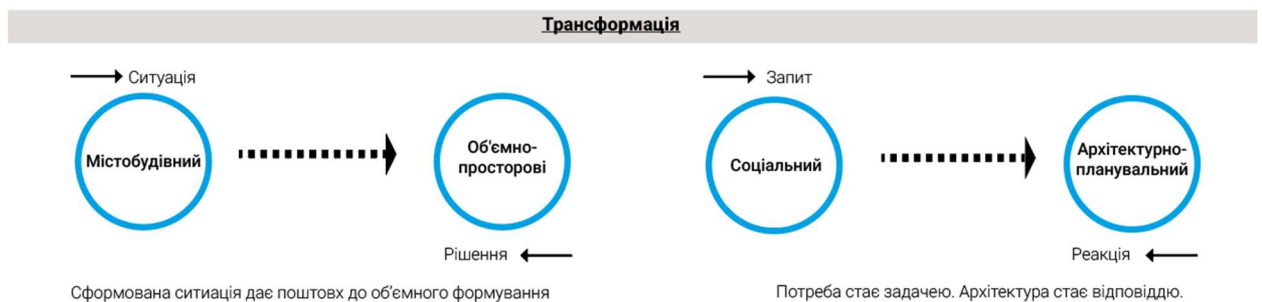 Трансформація
Ситуація
Містобудівний
Об'ємно-
просторові
Рішення
Сформована ситиація дає поштовх до об'ємного формування
Запит
Соціальний
Архітектурно-
планувальний
Реакція
Потреба стає задачею. Архітектура стає відповіддю.